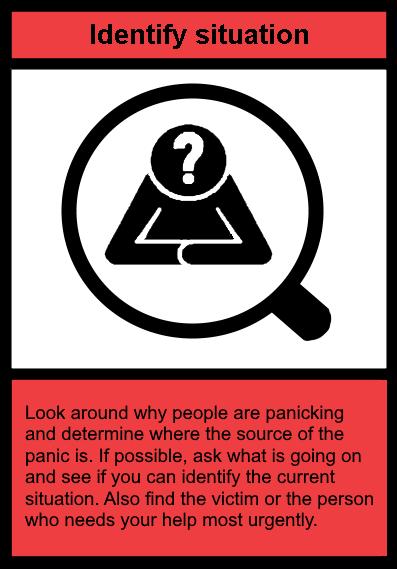 Identify situation
?
Look around why people are panicking
and determine where the source of the
panic is. If possible, ask what is going on
and see if you can identify the current
situation. Also find the victim or the person
who needs your help most urgently.